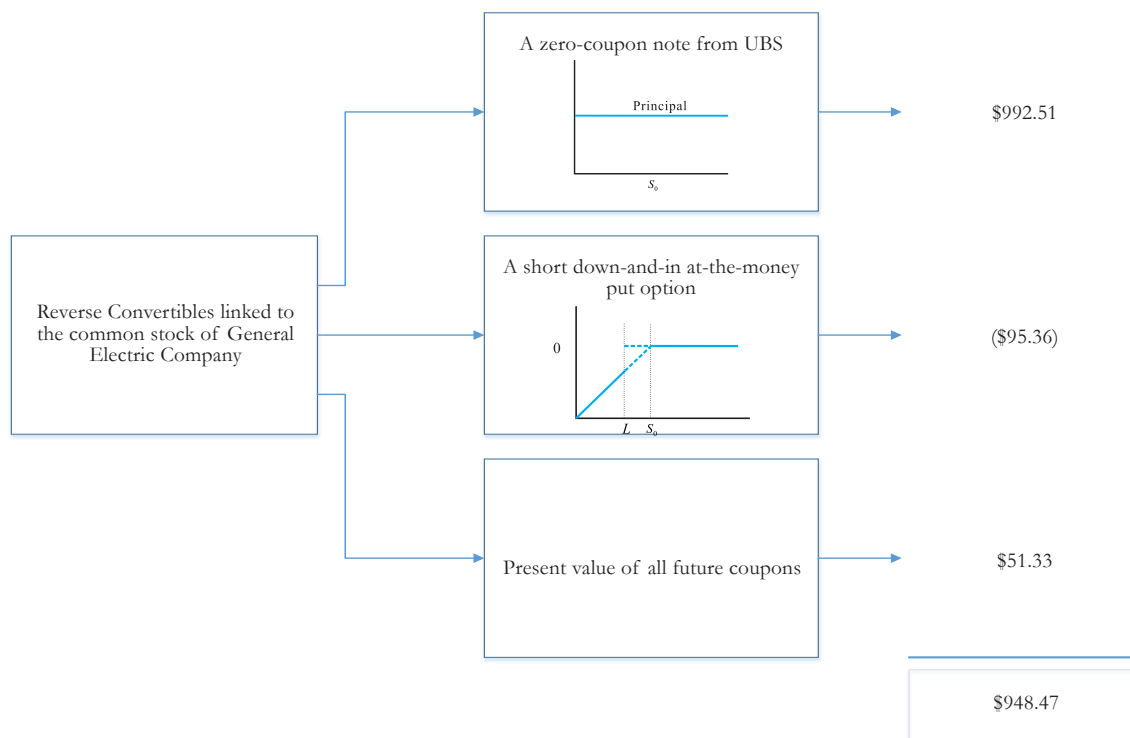 A zero-coupon note from UBS
Principal
S₀
$992.51
Reverse Convertibles linked to
the common stock of General
Electric Company
A short down-and-in at-the-money
put option
0
L S₀
($95.36)
Present value of all future coupons
$51.33
$948.47